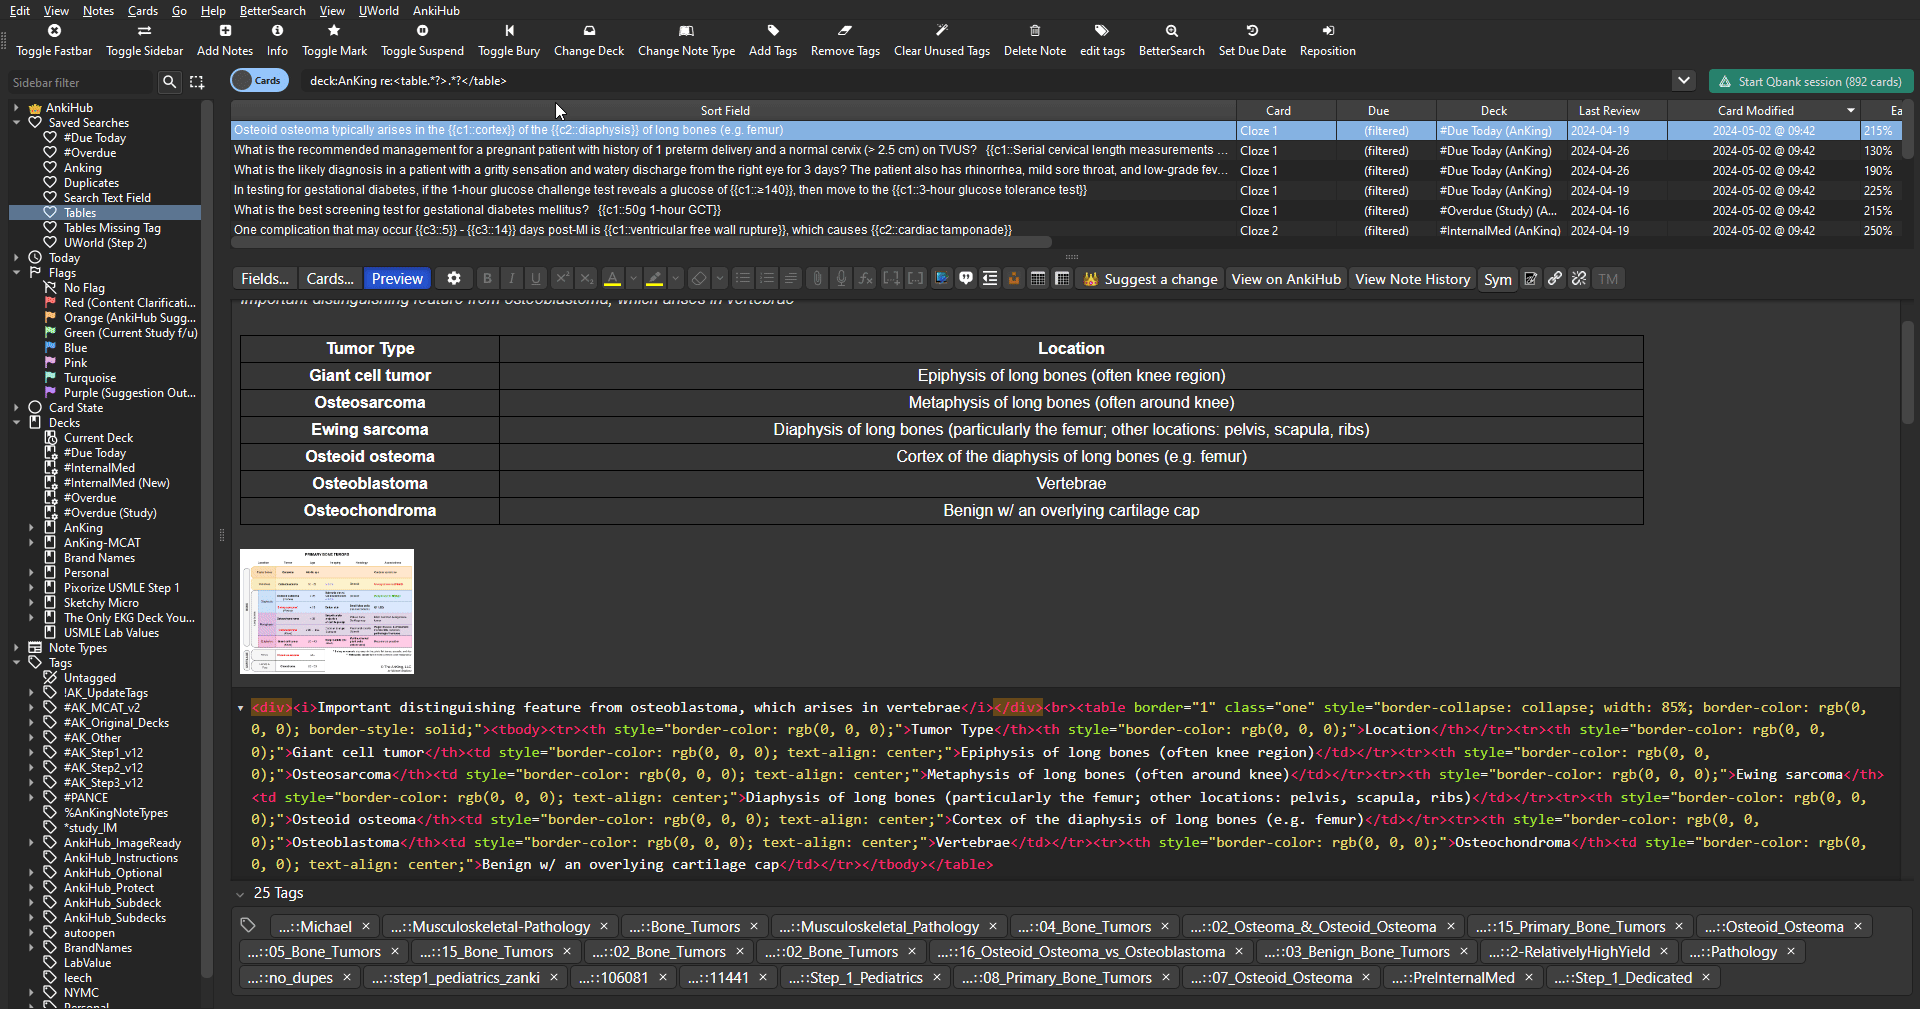 Edit View Notes Cards Go Help BetterSearch View UWorld AnkiHub
Toggle Fastbar Toggle Sidebar Add Notes Info Toggle Mark Toggle Suspend Toggle Bury Change Deck Change Note Type Add Tags Remove Tags Clear Unused Tags Delete Note edit tags BetterSearch Set Due Date Reposition
Sidebar filter
Cards deck:AnKing re:<table.*?>.*?</table> Start Qbank session (892 cards)
AnkiHub
Saved Searches
#Due Today
#Overdue
Anking
Duplicates
Search Text Field
Tables
Tables Missing Tag
UWorld (Step 2)
Today
Flags
No Flag
Red (Content Clarificati...
Orange (AnkiHub Sugg...
Green (Current Study f/u)
Blue
Pink
Turquoise
Purple (Suggestion Out...
Card State
Decks
Current Deck
#Due Today
#InternalMed
#InternalMed (New)
#Overdue
#Overdue (Study)
AnKing
AnKing-MCAT
Brand Names
Personal
Pixorize USMLE Step 1
Sketchy Micro
The Only EKG Deck You...
USMLE Lab Values
Note Types
Tags
Untagged
!AK_UpdateTags
#AK_MCAT_v2
#AK_Original_Decks
#AK_Other
#AK_Step1_v12
#AK_Step2_v12
#AK_Step3_v12
#PANCE
%AnKingNoteTypes
*study_IM
AnkiHub_ImageReady
AnkiHub_Instructions
AnkiHub_Optional
AnkiHub_Protect
AnkiHub_Subdeck
AnkiHub_Subdecks
autoopen
BrandNames
LabValue
leech
NYMC
Personal
Sort Field Card Due Deck Last Review Card Modified Ea
Osteoid osteoma typically arises in the {{c1::cortex}} of the {{c2::diaphysis}} of long bones (e.g. femur) Cloze 1 (filtered) #Due Today (AnKing) 2024-04-19 2024-05-02 @ 09:42 215%
What is the recommended management for a pregnant patient with history of 1 preterm delivery and a normal cervix (> 2.5 cm) on TVUS? {{c1::Serial cervical length measurements ... Cloze 1 (filtered) #Due Today (AnKing) 2024-04-26 2024-05-02 @ 09:42 130%
What is the likely diagnosis in a patient with a gritty sensation and watery discharge from the right eye for 3 days? The patient also has rhinorrhea, mild sore throat, and low-grade fev... Cloze 1 (filtered) #Due Today (AnKing) 2024-04-26 2024-05-02 @ 09:42 190%
In testing for gestational diabetes, if the 1-hour glucose challenge test reveals a glucose of {{c1::≥140}}, then move to the {{c1::3-hour glucose tolerance test}} Cloze 1 (filtered) #Due Today (AnKing) 2024-04-19 2024-05-02 @ 09:42 225%
What is the best screening test for gestational diabetes mellitus? {{c1::50g 1-hour GCT}} Cloze 1 (filtered) #Overdue (Study) (A... 2024-04-16 2024-05-02 @ 09:42 215%
One complication that may occur {{c3::5}} - {{c3::14}} days post-MI is {{c1::ventricular free wall rupture}}, which causes {{c2::cardiac tamponade}} Cloze 2 (filtered) #InternalMed (AnKing) 2024-04-19 2024-05-02 @ 09:42 250%
Fields... Cards... Preview B I U x² x₂ A fx [··] [··] Suggest a change View on AnkiHub View Note History Sym TM
Important distinguishing feature from osteoblastoma, which arises in vertebrae
Tumor Type Location
Giant cell tumor Epiphysis of long bones (often knee region)
Osteosarcoma Metaphysis of long bones (often around knee)
Ewing sarcoma Diaphysis of long bones (particularly the femur; other locations: pelvis, scapula, ribs)
Osteoid osteoma Cortex of the diaphysis of long bones (e.g. femur)
Osteoblastoma Vertebrae
Osteochondroma Benign w/ an overlying cartilage cap
PRIMARY BONE TUMORS
<div><i>Important distinguishing feature from osteoblastoma, which arises in vertebrae</i></div><br><table border="1" class="one" style="border-collapse: collapse; width: 85%; border-color: rgb(0,
0, 0); border-style: solid;"><tbody><tr><th style="border-color: rgb(0, 0, 0);">Tumor Type</th><th style="border-color: rgb(0, 0, 0);">Location</th></tr><tr><th style="border-color: rgb(0, 0,
0);">Giant cell tumor</th><td style="border-color: rgb(0, 0, 0); text-align: center;">Epiphysis of long bones (often knee region)</td></tr><tr><th style="border-color: rgb(0, 0,
0);">Osteosarcoma</th><td style="border-color: rgb(0, 0, 0); text-align: center;">Metaphysis of long bones (often around knee)</td></tr><tr><th style="border-color: rgb(0, 0, 0);">Ewing sarcoma</th>
<td style="border-color: rgb(0, 0, 0); text-align: center;">Diaphysis of long bones (particularly the femur; other locations: pelvis, scapula, ribs)</td></tr><tr><th style="border-color: rgb(0, 0,
0);">Osteoid osteoma</th><td style="border-color: rgb(0, 0, 0); text-align: center;">Cortex of the diaphysis of long bones (e.g. femur)</td></tr><tr><th style="border-color: rgb(0, 0,
0);">Osteoblastoma</th><td style="border-color: rgb(0, 0, 0); text-align: center;">Vertebrae</td></tr><tr><th style="border-color: rgb(0, 0, 0);">Osteochondroma</th><td style="border-color: rgb(0,
0, 0); text-align: center;">Benign w/ an overlying cartilage cap</td></tr></tbody></table>
25 Tags
...::Michael × ...::Musculoskeletal-Pathology × ...::Bone_Tumors × ...::Musculoskeletal_Pathology × ...::04_Bone_Tumors × ...::02_Osteoma_&_Osteoid_Osteoma × ...::15_Primary_Bone_Tumors × ...::Osteoid_Osteoma ×
...::05_Bone_Tumors × ...::15_Bone_Tumors × ...::02_Bone_Tumors × ...::02_Bone_Tumors × ...::16_Osteoid_Osteoma_vs_Osteoblastoma × ...::03_Benign_Bone_Tumors × ...::2-RelativelyHighYield × ...::Pathology ×
...::no_dupes × ...::step1_pediatrics_zanki × ...::106081 × ...::11441 × ...::Step_1_Pediatrics × ...::08_Primary_Bone_Tumors × ...::07_Osteoid_Osteoma × ...::PreInternalMed × ...::Step_1_Dedicated ×